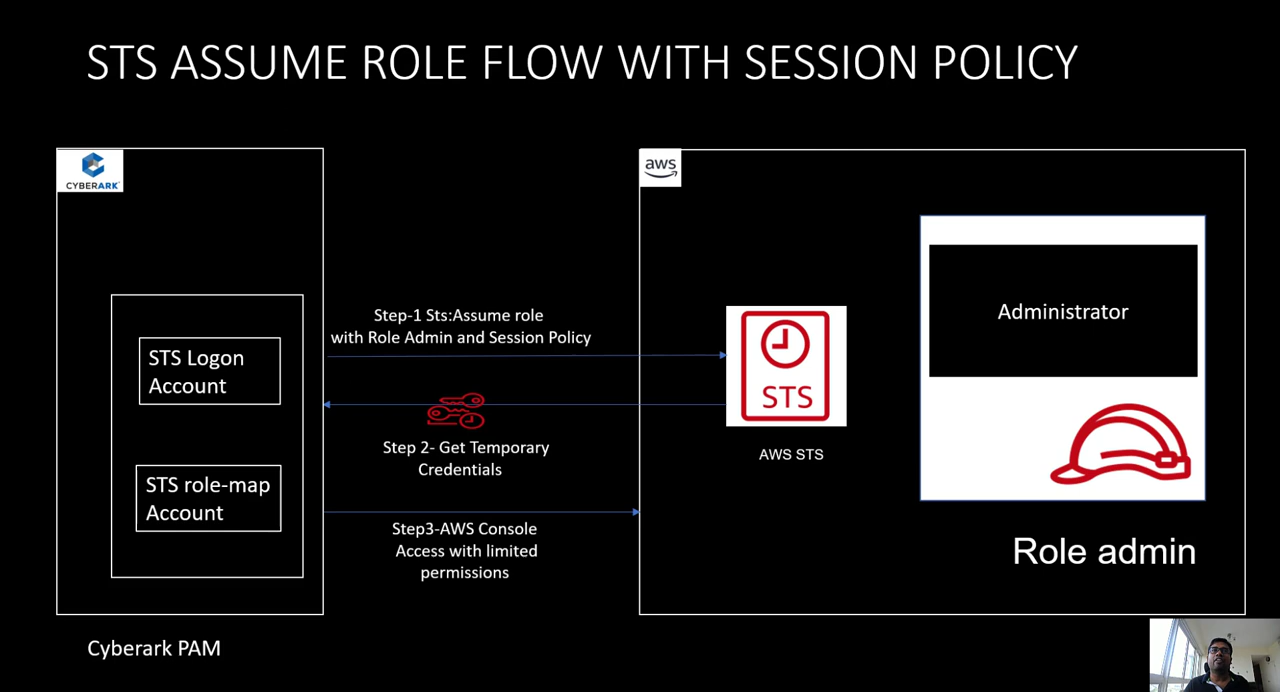 STS ASSUME ROLE FLOW WITH SESSION POLICY
CYBERARK
aws
Step-1 Sts:Assume role
with Role Admin and Session Policy
Administrator
STS Logon
Account
STS
Step 2- Get Temporary
Credentials
AWS STS
STS role-map
Account
Step3-AWS Console
Access with limited
permissions
Role admin
Cyberark PAM